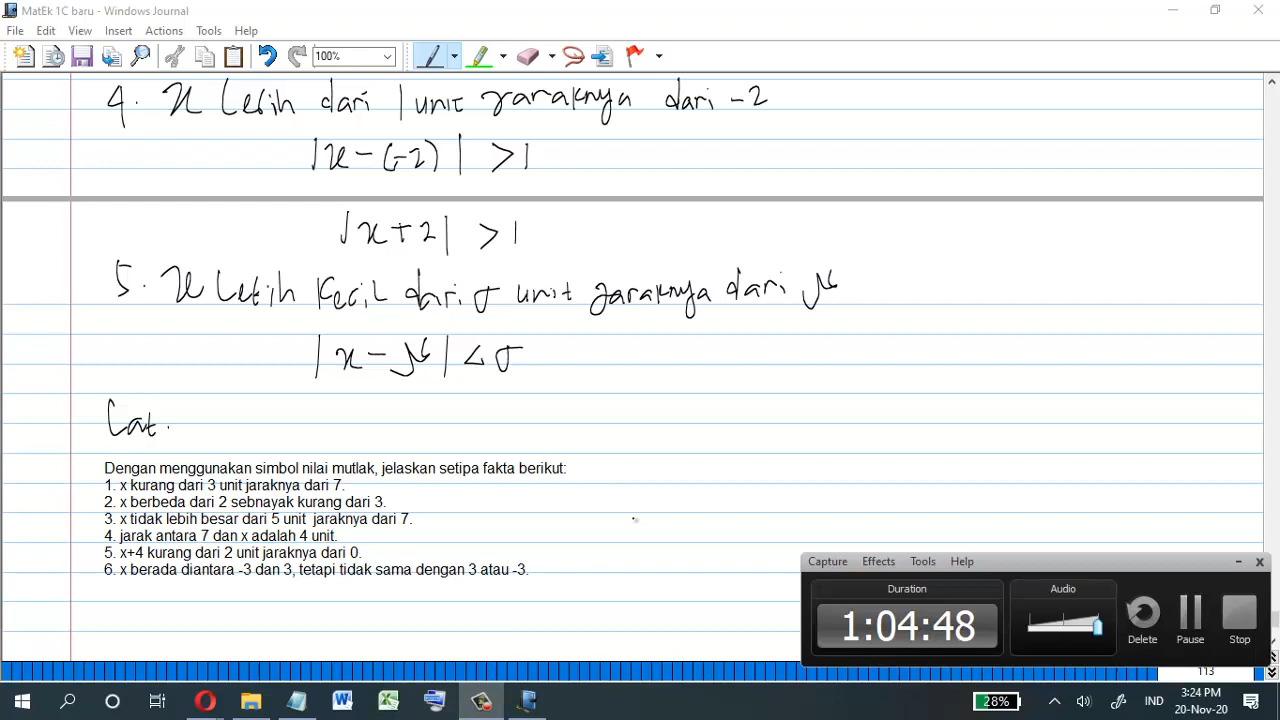 MatEk 1C baru - Windows Journal
File Edit View Insert Actions Tools Help
100%
4. x lebih dari 1 unit jaraknya dari -2
|x-(-2)| >1
|x+2| >1
5. x lebih kecil dari σ unit jaraknya dari μ
|x-μ| < σ
Lat.
Dengan menggunakan simbol nilai mutlak, jelaskan setipa fakta berikut:
1. x kurang dari 3 unit jaraknya dari 7.
2. x berbeda dari 2 sebnayak kurang dari 3.
3. x tidak lebih besar dari 5 unit jaraknya dari 7.
4. jarak antara 7 dan x adalah 4 unit.
5. x+4 kurang dari 2 unit jaraknya dari 0.
6. x berada diantara -3 dan 3, tetapi tidak sama dengan 3 atau -3.
Capture Effects Tools Help
Duration Audio
1:04:48
Delete Pause Stop
113
28% IND
3:24 PM
20-Nov-20